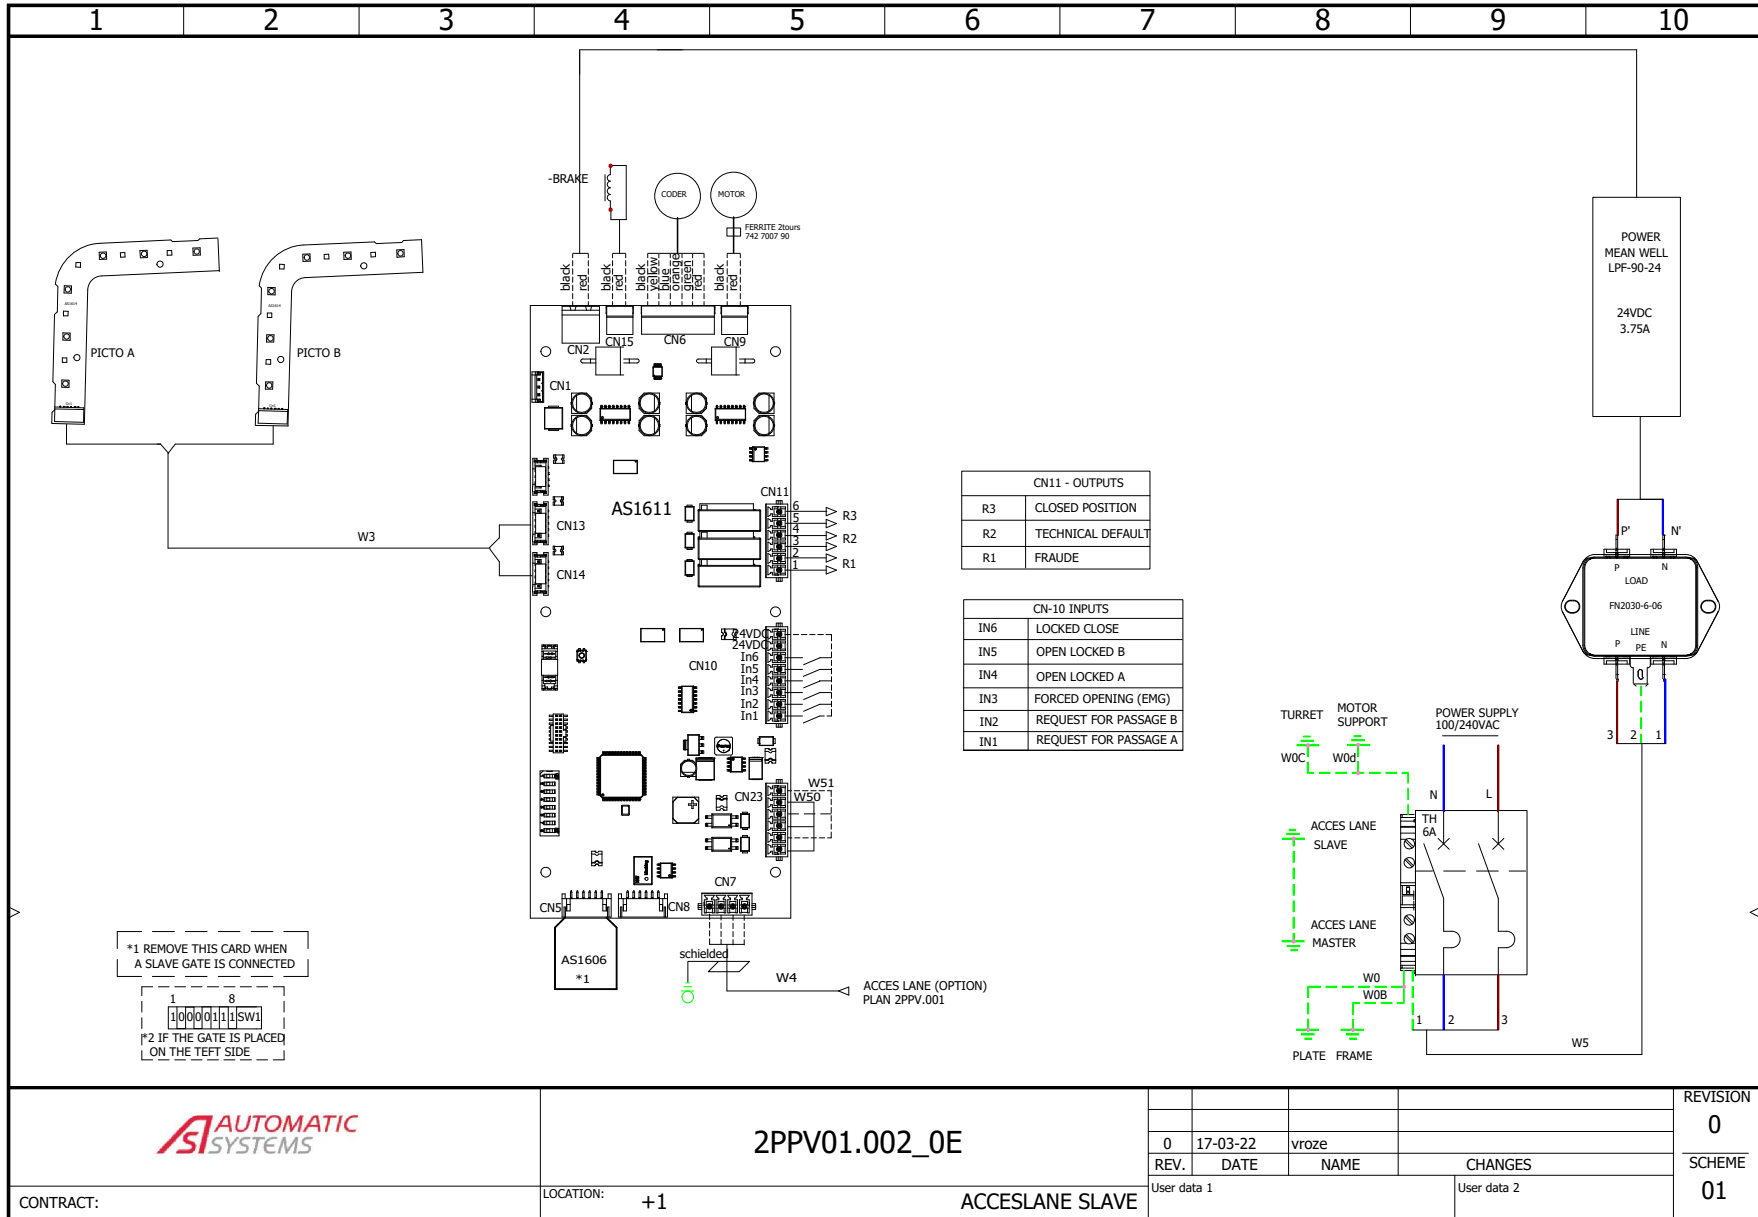 1 2 3 4 5 6 7 8 9 10
-BRAKE
CODER
MOTOR
FERRITE 2tours
742 7007 90
black
red
black
red
black
yellow
blue
orange
green
red
black
red
CN2
CN15
CN6
CN9
PICTO A
PICTO B
AS1614
AS1614
CN1
AS1611
CN11
6
5
4
3
2
1
R3
R2
R1
CN13
CN14
W3
CN10
24VDC
24VDC
In6
In5
In4
In3
In2
In1
CN23
W51
W50
CN7
CN5
CN8
AS1606
*1
schielded
W4
ACCES LANE (OPTION)
PLAN 2PPV.001
*1 REMOVE THIS CARD WHEN
A SLAVE GATE IS CONNECTED
1 8
1 0 0 0 0 1 1 1 SW1
*2 IF THE GATE IS PLACED
ON THE TEFT SIDE
CN11 - OUTPUTS
R3 CLOSED POSITION
R2 TECHNICAL DEFAULT
R1 FRAUDE
CN-10 INPUTS
IN6 LOCKED CLOSE
IN5 OPEN LOCKED B
IN4 OPEN LOCKED A
IN3 FORCED OPENING (EMG)
IN2 REQUEST FOR PASSAGE B
IN1 REQUEST FOR PASSAGE A
POWER
MEAN WELL
LPF-90-24
24VDC
3.75A
P' N'
P N
LOAD
FN2030-6-06
LINE
P PE N
3 2 1
TURRET
MOTOR
SUPPORT
W0C W0d
POWER SUPPLY
100/240VAC
N L
TH
6A
ACCES LANE
SLAVE
ACCES LANE
MASTER
W0
W0B
PLATE FRAME
1 2 3
W5
AUTOMATIC
SYSTEMS
2PPV01.002_0E
0 17-03-22 vroze
REV. DATE NAME CHANGES
REVISION
0
SCHEME
01
CONTRACT:
LOCATION: +1
ACCESLANE SLAVE
User data 1
User data 2